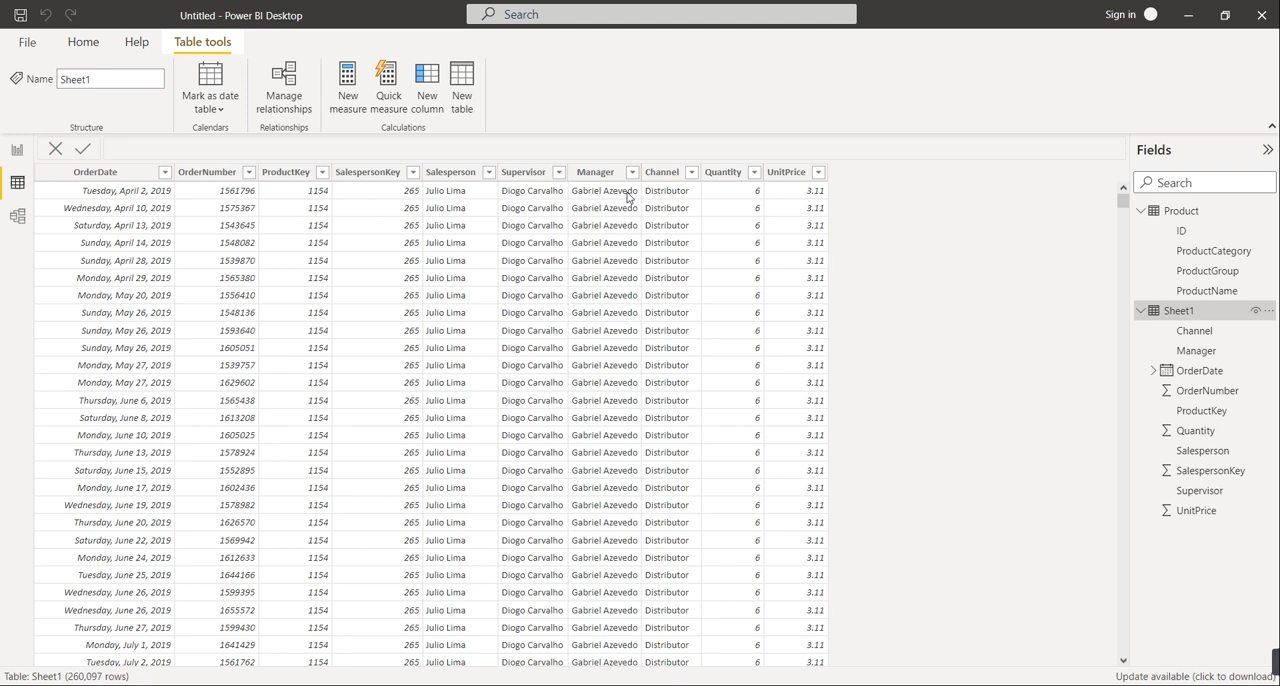 Untitled - Power BI Desktop
Search
Sign in
File Home Help Table tools
Name Sheet1
Mark as date table
Manage relationships
New measure
Quick measure
New column
New table
Structure Calendars Relationships Calculations
OrderDate OrderNumber ProductKey SalespersonKey Salesperson Supervisor Manager Channel Quantity UnitPrice
Tuesday, April 2, 2019 1561796 1154 265 Julio Lima Diogo Carvalho Gabriel Azevedo Distributor 6 3.11
Wednesday, April 10, 2019 1575367 1154 265 Julio Lima Diogo Carvalho Gabriel Azevedo Distributor 6 3.11
Saturday, April 13, 2019 1543645 1154 265 Julio Lima Diogo Carvalho Gabriel Azevedo Distributor 6 3.11
Sunday, April 14, 2019 1548082 1154 265 Julio Lima Diogo Carvalho Gabriel Azevedo Distributor 6 3.11
Sunday, April 28, 2019 1539870 1154 265 Julio Lima Diogo Carvalho Gabriel Azevedo Distributor 6 3.11
Monday, April 29, 2019 1565380 1154 265 Julio Lima Diogo Carvalho Gabriel Azevedo Distributor 6 3.11
Monday, May 20, 2019 1556410 1154 265 Julio Lima Diogo Carvalho Gabriel Azevedo Distributor 6 3.11
Sunday, May 26, 2019 1548136 1154 265 Julio Lima Diogo Carvalho Gabriel Azevedo Distributor 6 3.11
Sunday, May 26, 2019 1593640 1154 265 Julio Lima Diogo Carvalho Gabriel Azevedo Distributor 6 3.11
Sunday, May 26, 2019 1605051 1154 265 Julio Lima Diogo Carvalho Gabriel Azevedo Distributor 6 3.11
Monday, May 27, 2019 1539757 1154 265 Julio Lima Diogo Carvalho Gabriel Azevedo Distributor 6 3.11
Monday, May 27, 2019 1629602 1154 265 Julio Lima Diogo Carvalho Gabriel Azevedo Distributor 6 3.11
Thursday, June 6, 2019 1565438 1154 265 Julio Lima Diogo Carvalho Gabriel Azevedo Distributor 6 3.11
Saturday, June 8, 2019 1613208 1154 265 Julio Lima Diogo Carvalho Gabriel Azevedo Distributor 6 3.11
Monday, June 10, 2019 1605025 1154 265 Julio Lima Diogo Carvalho Gabriel Azevedo Distributor 6 3.11
Thursday, June 13, 2019 1578924 1154 265 Julio Lima Diogo Carvalho Gabriel Azevedo Distributor 6 3.11
Saturday, June 15, 2019 1552895 1154 265 Julio Lima Diogo Carvalho Gabriel Azevedo Distributor 6 3.11
Monday, June 17, 2019 1602436 1154 265 Julio Lima Diogo Carvalho Gabriel Azevedo Distributor 6 3.11
Wednesday, June 19, 2019 1578982 1154 265 Julio Lima Diogo Carvalho Gabriel Azevedo Distributor 6 3.11
Thursday, June 20, 2019 1626570 1154 265 Julio Lima Diogo Carvalho Gabriel Azevedo Distributor 6 3.11
Saturday, June 22, 2019 1569942 1154 265 Julio Lima Diogo Carvalho Gabriel Azevedo Distributor 6 3.11
Monday, June 24, 2019 1612633 1154 265 Julio Lima Diogo Carvalho Gabriel Azevedo Distributor 6 3.11
Tuesday, June 25, 2019 1644166 1154 265 Julio Lima Diogo Carvalho Gabriel Azevedo Distributor 6 3.11
Wednesday, June 26, 2019 1599395 1154 265 Julio Lima Diogo Carvalho Gabriel Azevedo Distributor 6 3.11
Wednesday, June 26, 2019 1655572 1154 265 Julio Lima Diogo Carvalho Gabriel Azevedo Distributor 6 3.11
Thursday, June 27, 2019 1599430 1154 265 Julio Lima Diogo Carvalho Gabriel Azevedo Distributor 6 3.11
Monday, July 1, 2019 1641429 1154 265 Julio Lima Diogo Carvalho Gabriel Azevedo Distributor 6 3.11
Tuesday, July 2, 2019 1561762 1154 265 Julio Lima Diogo Carvalho Gabriel Azevedo Distributor 6 3.11
Fields
Search
Product
ID
ProductCategory
ProductGroup
ProductName
Sheet1
Channel
Manager
OrderDate
∑ OrderNumber
ProductKey
∑ Quantity
Salesperson
∑ SalespersonKey
Supervisor
∑ UnitPrice
Table: Sheet1 (260,097 rows)
Update available (click to download)